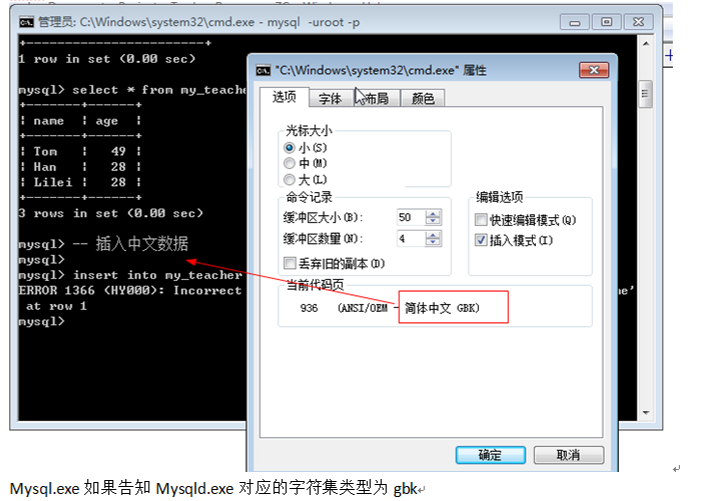 管理员: C:\Windows\system32\cmd.exe - mysql -uroot -p
+------------------------+
1 row in set (0.00 sec)
mysql> select * from my_teache
+-------+------+
| name | age |
+-------+------+
| Tom | 49 |
| Han | 28 |
| Lilei | 28 |
+-------+------+
3 rows in set (0.00 sec)
mysql> -- 插入中文数据
mysql>
mysql> insert into my_teacher
ERROR 1366 (HY000): Incorrect
me'
at row 1
mysql>
"C:\Windows\system32\cmd.exe" 属性
选项 字体 布局 颜色
光标大小
小(S)
中(M)
大(L)
命令记录
缓冲区大小(B): 50
缓冲区数量(N): 4
丢弃旧的副本(D)
编辑选项
快速编辑模式(Q)
插入模式(I)
当前代码页
936 (ANSI/OEM - 简体中文 GBK)
确定 取消
Mysql.exe 如果告知 Mysqld.exe 对应的字符集类型为 gbk